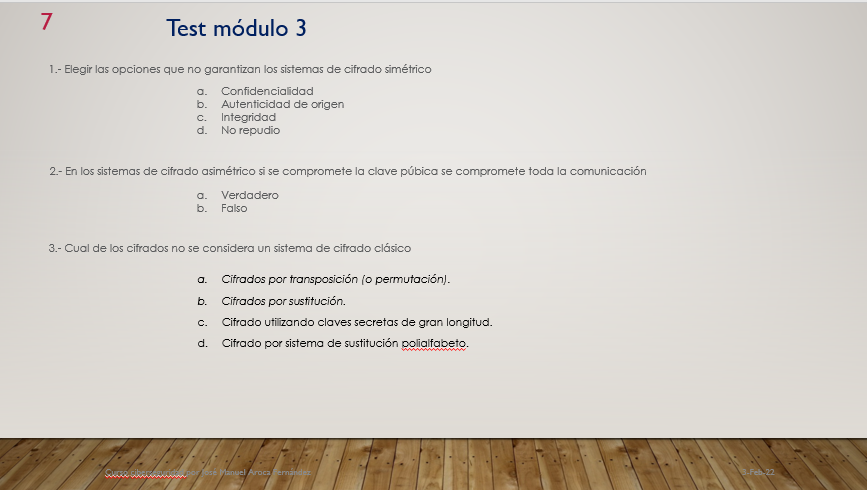 7
Test módulo 3
1.- Elegir las opciones que no garantizan los sistemas de cifrado simétrico
a. Confidencialidad
b. Autenticidad de origen
c. Integridad
d. No repudio
2.- En los sistemas de cifrado asimétrico si se compromete la clave púbica se compromete toda la comunicación
a. Verdadero
b. Falso
3.- Cual de los cifrados no se considera un sistema de cifrado clásico
a. Cifrados por transposición (o permutación).
b. Cifrados por sustitución.
c. Cifrado utilizando claves secretas de gran longitud.
d. Cifrado por sistema de sustitución polialfabeto.
Curso por José Manuel Aroca Fernández
3-Feb-22